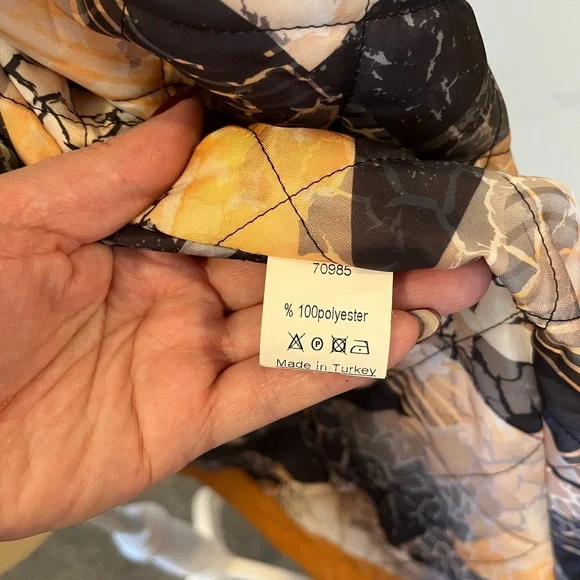 70985
% 100polyester
P
Made in Turkey